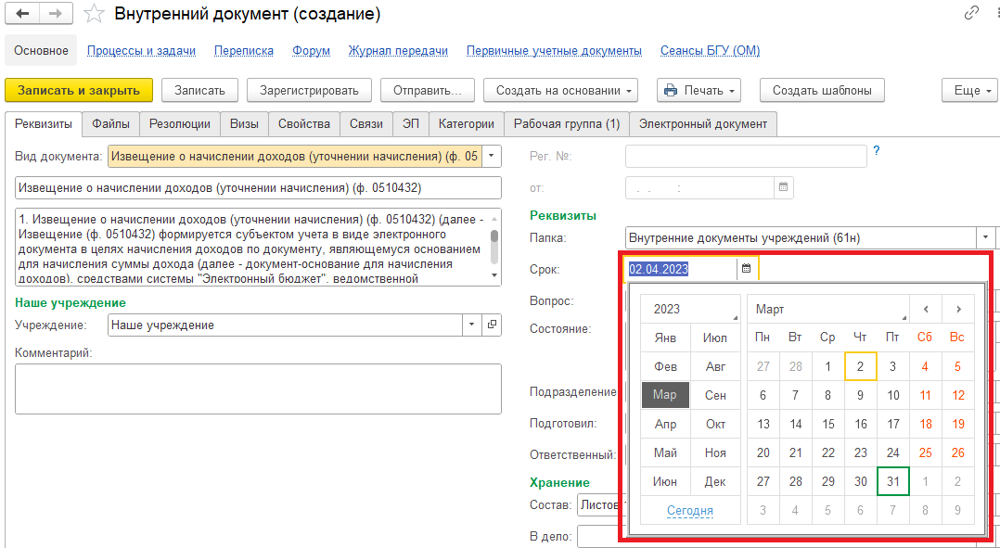 Внутренний документ (создание)
Основное Процессы и задачи Переписка Форум Журнал передачи Первичные учетные документы Сеансы БГУ (ОМ)
Записать и закрыть Записать Зарегистрировать Отправить... Создать на основании Печать Создать шаблоны Еще
Реквизиты Файлы Резолюции Визы Свойства Связи ЭП Категории Рабочая группа (1) Электронный документ
Вид документа: Извещение о начислении доходов (уточнении начисления) (ф. 05
Извещение о начислении доходов (уточнении начисления) (ф. 0510432)
1. Извещение о начислении доходов (уточнении начисления) (ф. 0510432) (далее -
Извещение (ф. 0510432) формируется субъектом учета в виде электронного
документа в целях начисления доходов по документу, являющемуся основанием
для начисления суммы дохода (далее - документ-основание для начисления
доходов), средствами системы "Электронный бюджет", ведомственной
Наше учреждение
Учреждение: Наше учреждение
Комментарий:
Рег. №: ?
от: . . :
Реквизиты
Папка: Внутренние документы учреждений (61н)
Срок: 02.04.2023
Вопрос:
Состояние:
Подразделение
Подготовил:
Ответственный:
Хранение
Состав: Листов
В дело:
2023 Март
Янв Июл Пн Вт Ср Чт Пт Сб Вс
Фев Авг 27 28 1 2 3 4 5
Мар Сен 6 7 8 9 10 11 12
Апр Окт 13 14 15 16 17 18 19
Май Ноя 20 21 22 23 24 25 26
Июн Дек 27 28 29 30 31 1 2
Сегодня 3 4 5 6 7 8 9